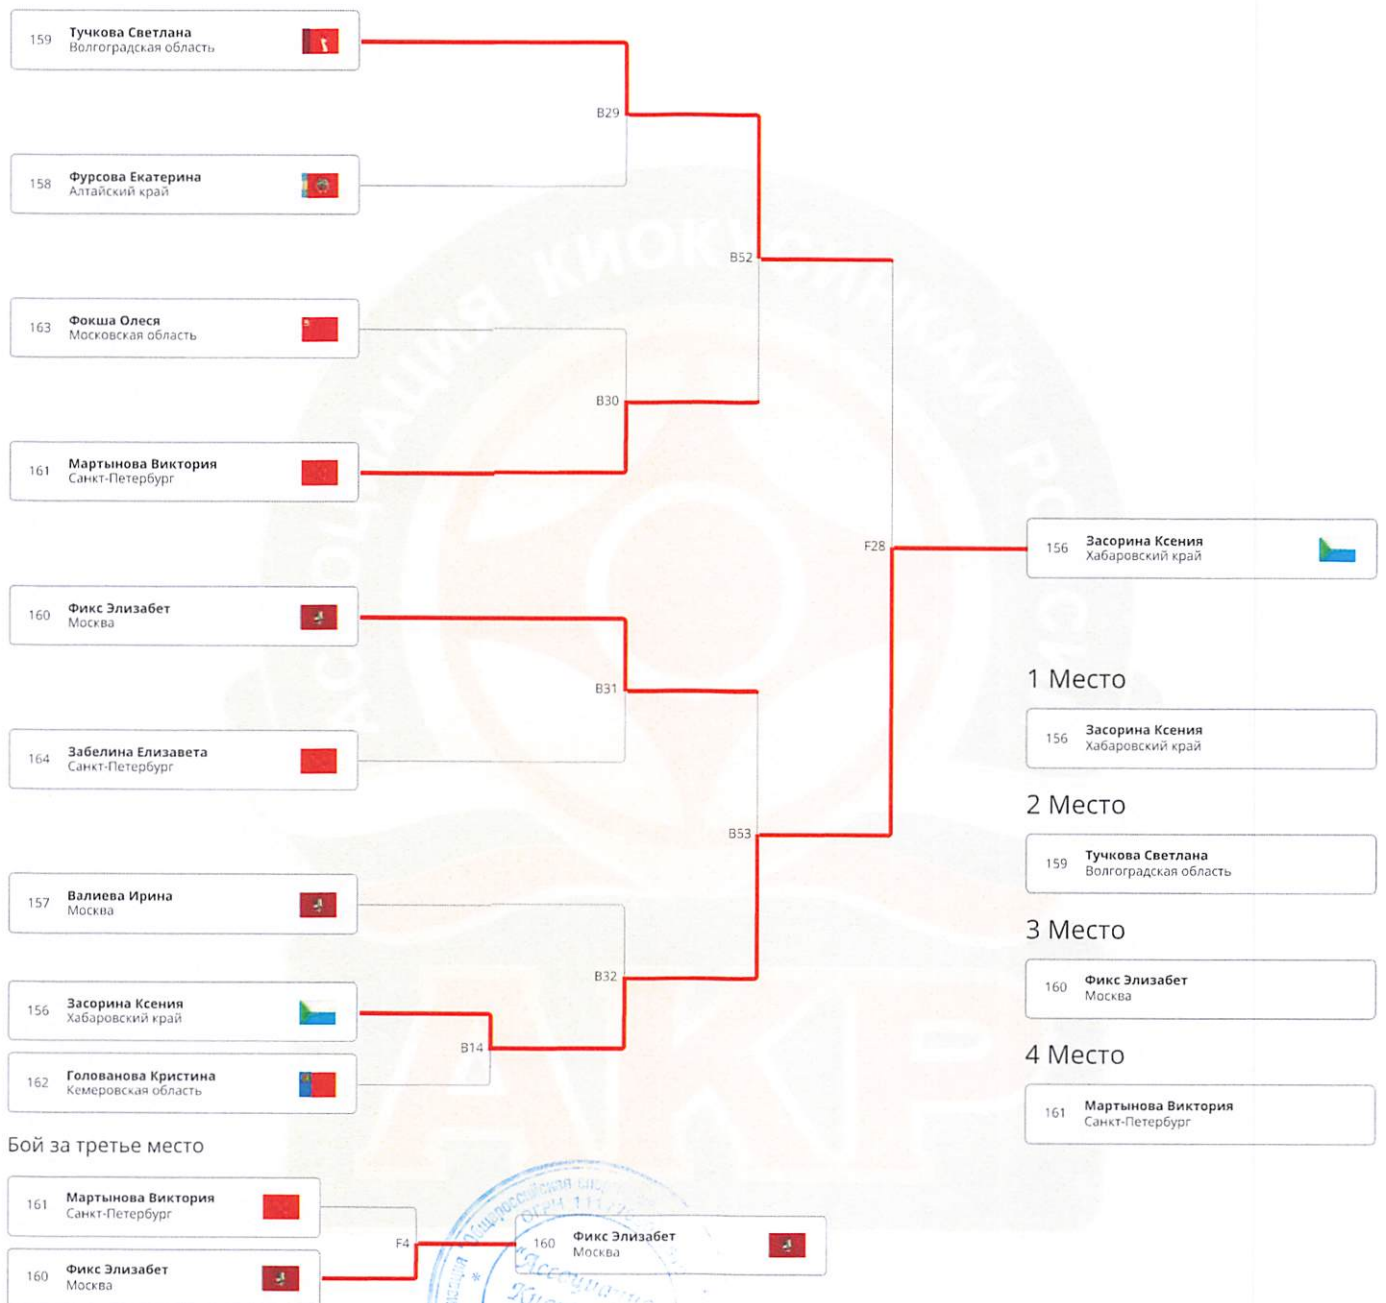 159 Тучкова Светлана
Волгоградская область
B29
158 Фурсова Екатерина
Алтайский край
B52
163 Фокша Олеся
Московская область
B30
161 Мартынова Виктория
Санкт-Петербург
F28
156 Засорина Ксения
Хабаровский край
160 Фикс Элизабет
Москва
B31
164 Забелина Елизавета
Санкт-Петербург
B53
157 Валиева Ирина
Москва
B32
156 Засорина Ксения
Хабаровский край
B14
162 Голованова Кристина
Кемеровская область
1 Место
156 Засорина Ксения
Хабаровский край
2 Место
159 Тучкова Светлана
Волгоградская область
3 Место
160 Фикс Элизабет
Москва
4 Место
161 Мартынова Виктория
Санкт-Петербург
Бой за третье место
161 Мартынова Виктория
Санкт-Петербург
F4
160 Фикс Элизабет
Москва
160 Фикс Элизабет
Москва
АССОЦИАЦИЯ КИОКУСИНКАЙ РОССИИ
АКР